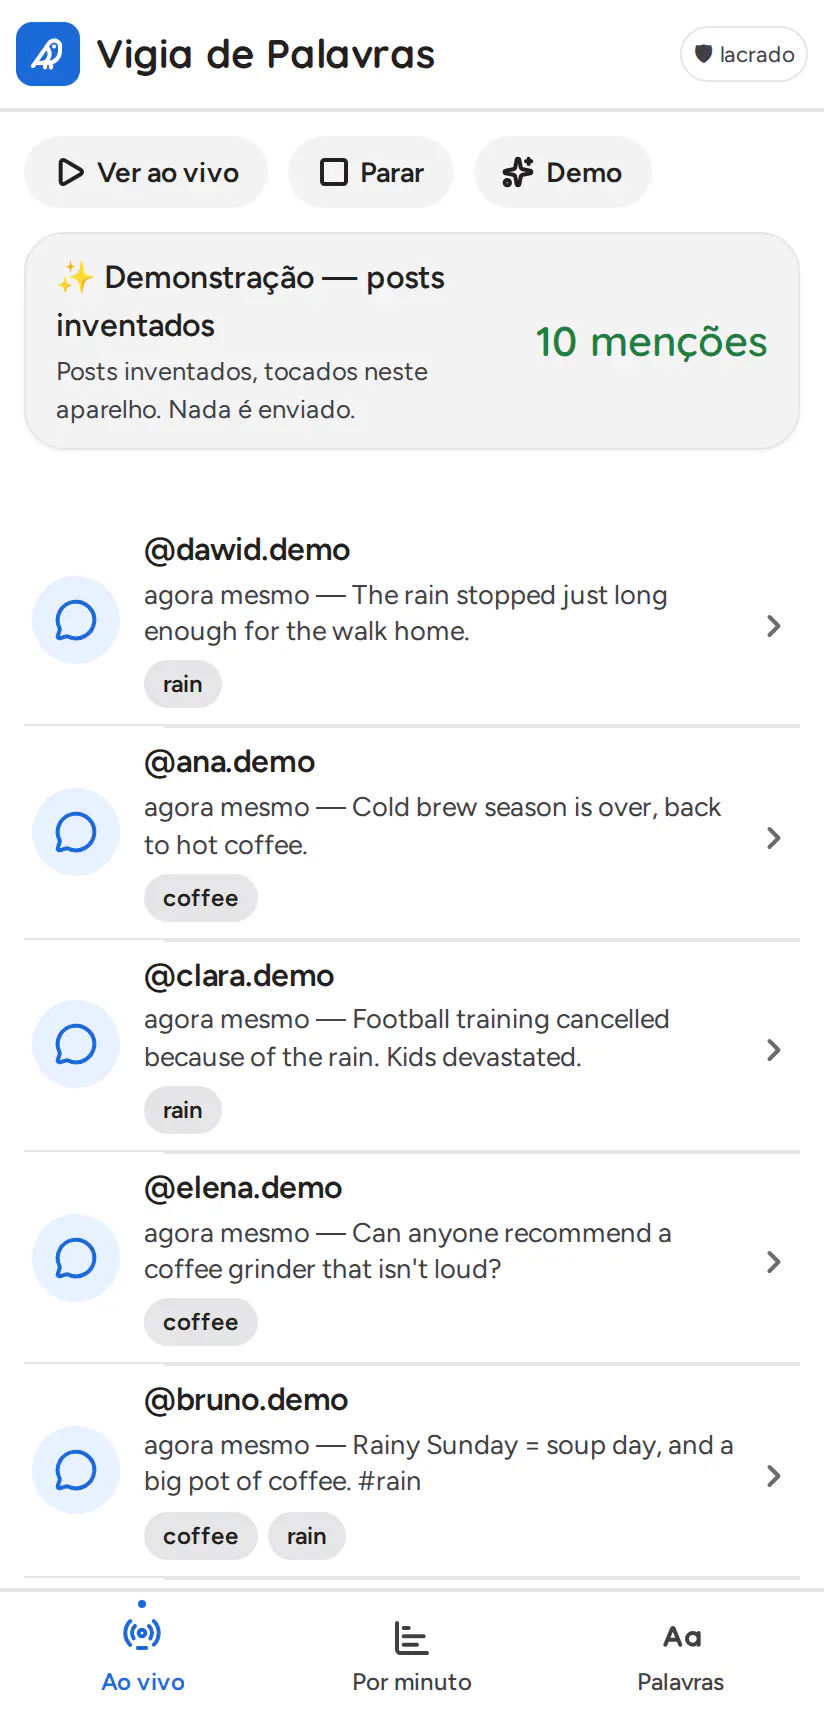 Vigia de Palavras
lacrado
Ver ao vivo
Parar
Demo
✨ Demonstração — posts
inventados
Posts inventados, tocados neste
aparelho. Nada é enviado.
10 menções
@dawid.demo
agora mesmo — The rain stopped just long
enough for the walk home.
rain
@ana.demo
agora mesmo — Cold brew season is over, back
to hot coffee.
coffee
@clara.demo
agora mesmo — Football training cancelled
because of the rain. Kids devastated.
rain
@elena.demo
agora mesmo — Can anyone recommend a
coffee grinder that isn't loud?
coffee
@bruno.demo
agora mesmo — Rainy Sunday = soup day, and a
big pot of coffee. #rain
coffee rain
Ao vivo
Por minuto
Aa
Palavras